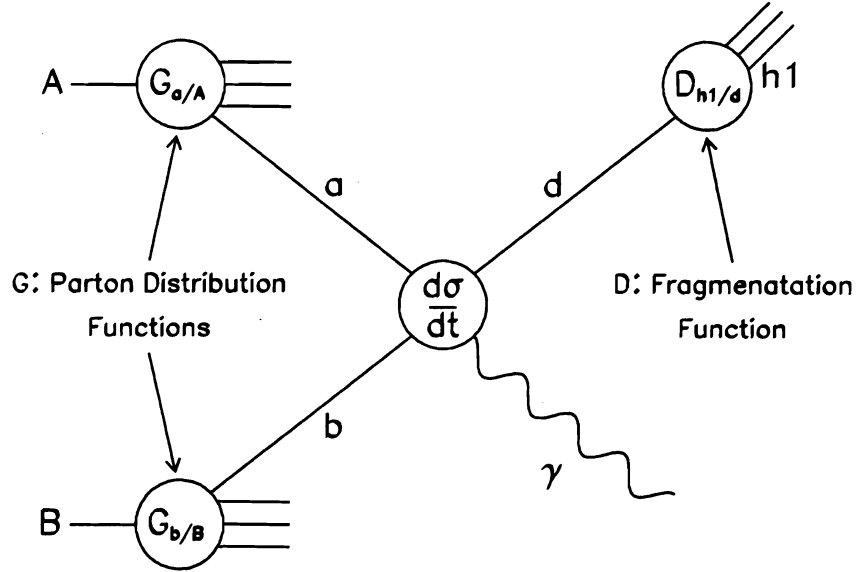 A
G a/A
D h1/d
h1
a
d
G: Parton Distribution
Functions
dσ
dt
D: Fragmenatation
Function
b
γ
B
G b/B